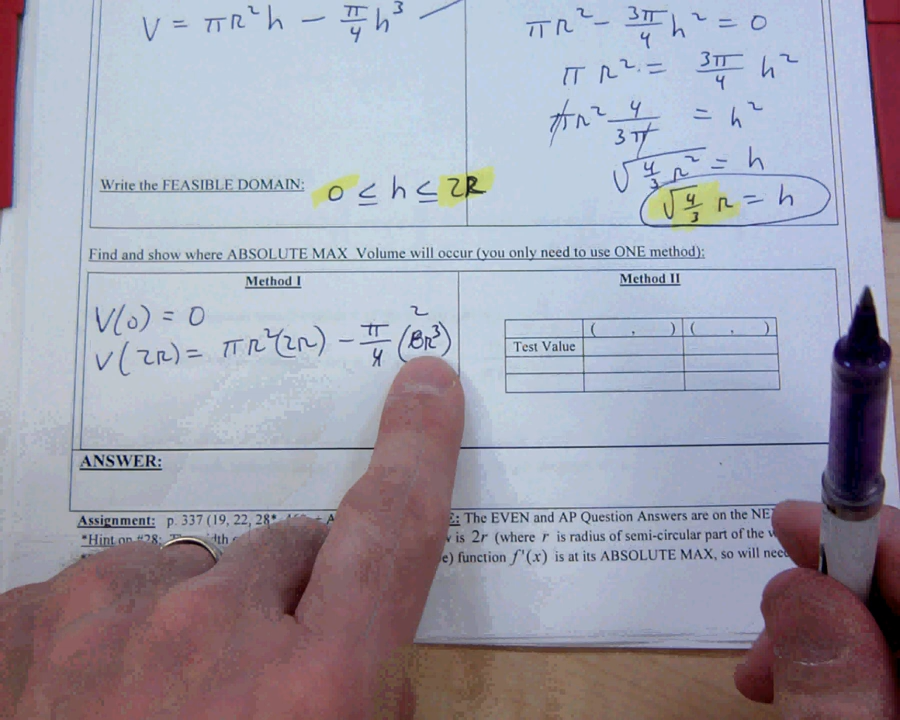 V = πR²h − π/4 h³
πR² − 3π/4 h² = 0
πR² = 3π/4 h²
πR² 4/3π = h²
√(4/3 R²) = h
√(4/3) R = h
Write the FEASIBLE DOMAIN: 0 ≤ h ≤ 2R
Find and show where ABSOLUTE MAX Volume will occur (you only need to use ONE method):
Method I
V(0) = 0
V(2R) = πR²(2R) − π/4 (8R³)
2
Method II
( , ) ( , )
Test Value
ANSWER:
Assignment: p. 337 (19, 22, 28* The EVEN and AP Question Answers are on the
*Hint on #28: is 2r (where r is radius of semi-circular part of the
function f'(x) is at its ABSOLUTE MAX, so will